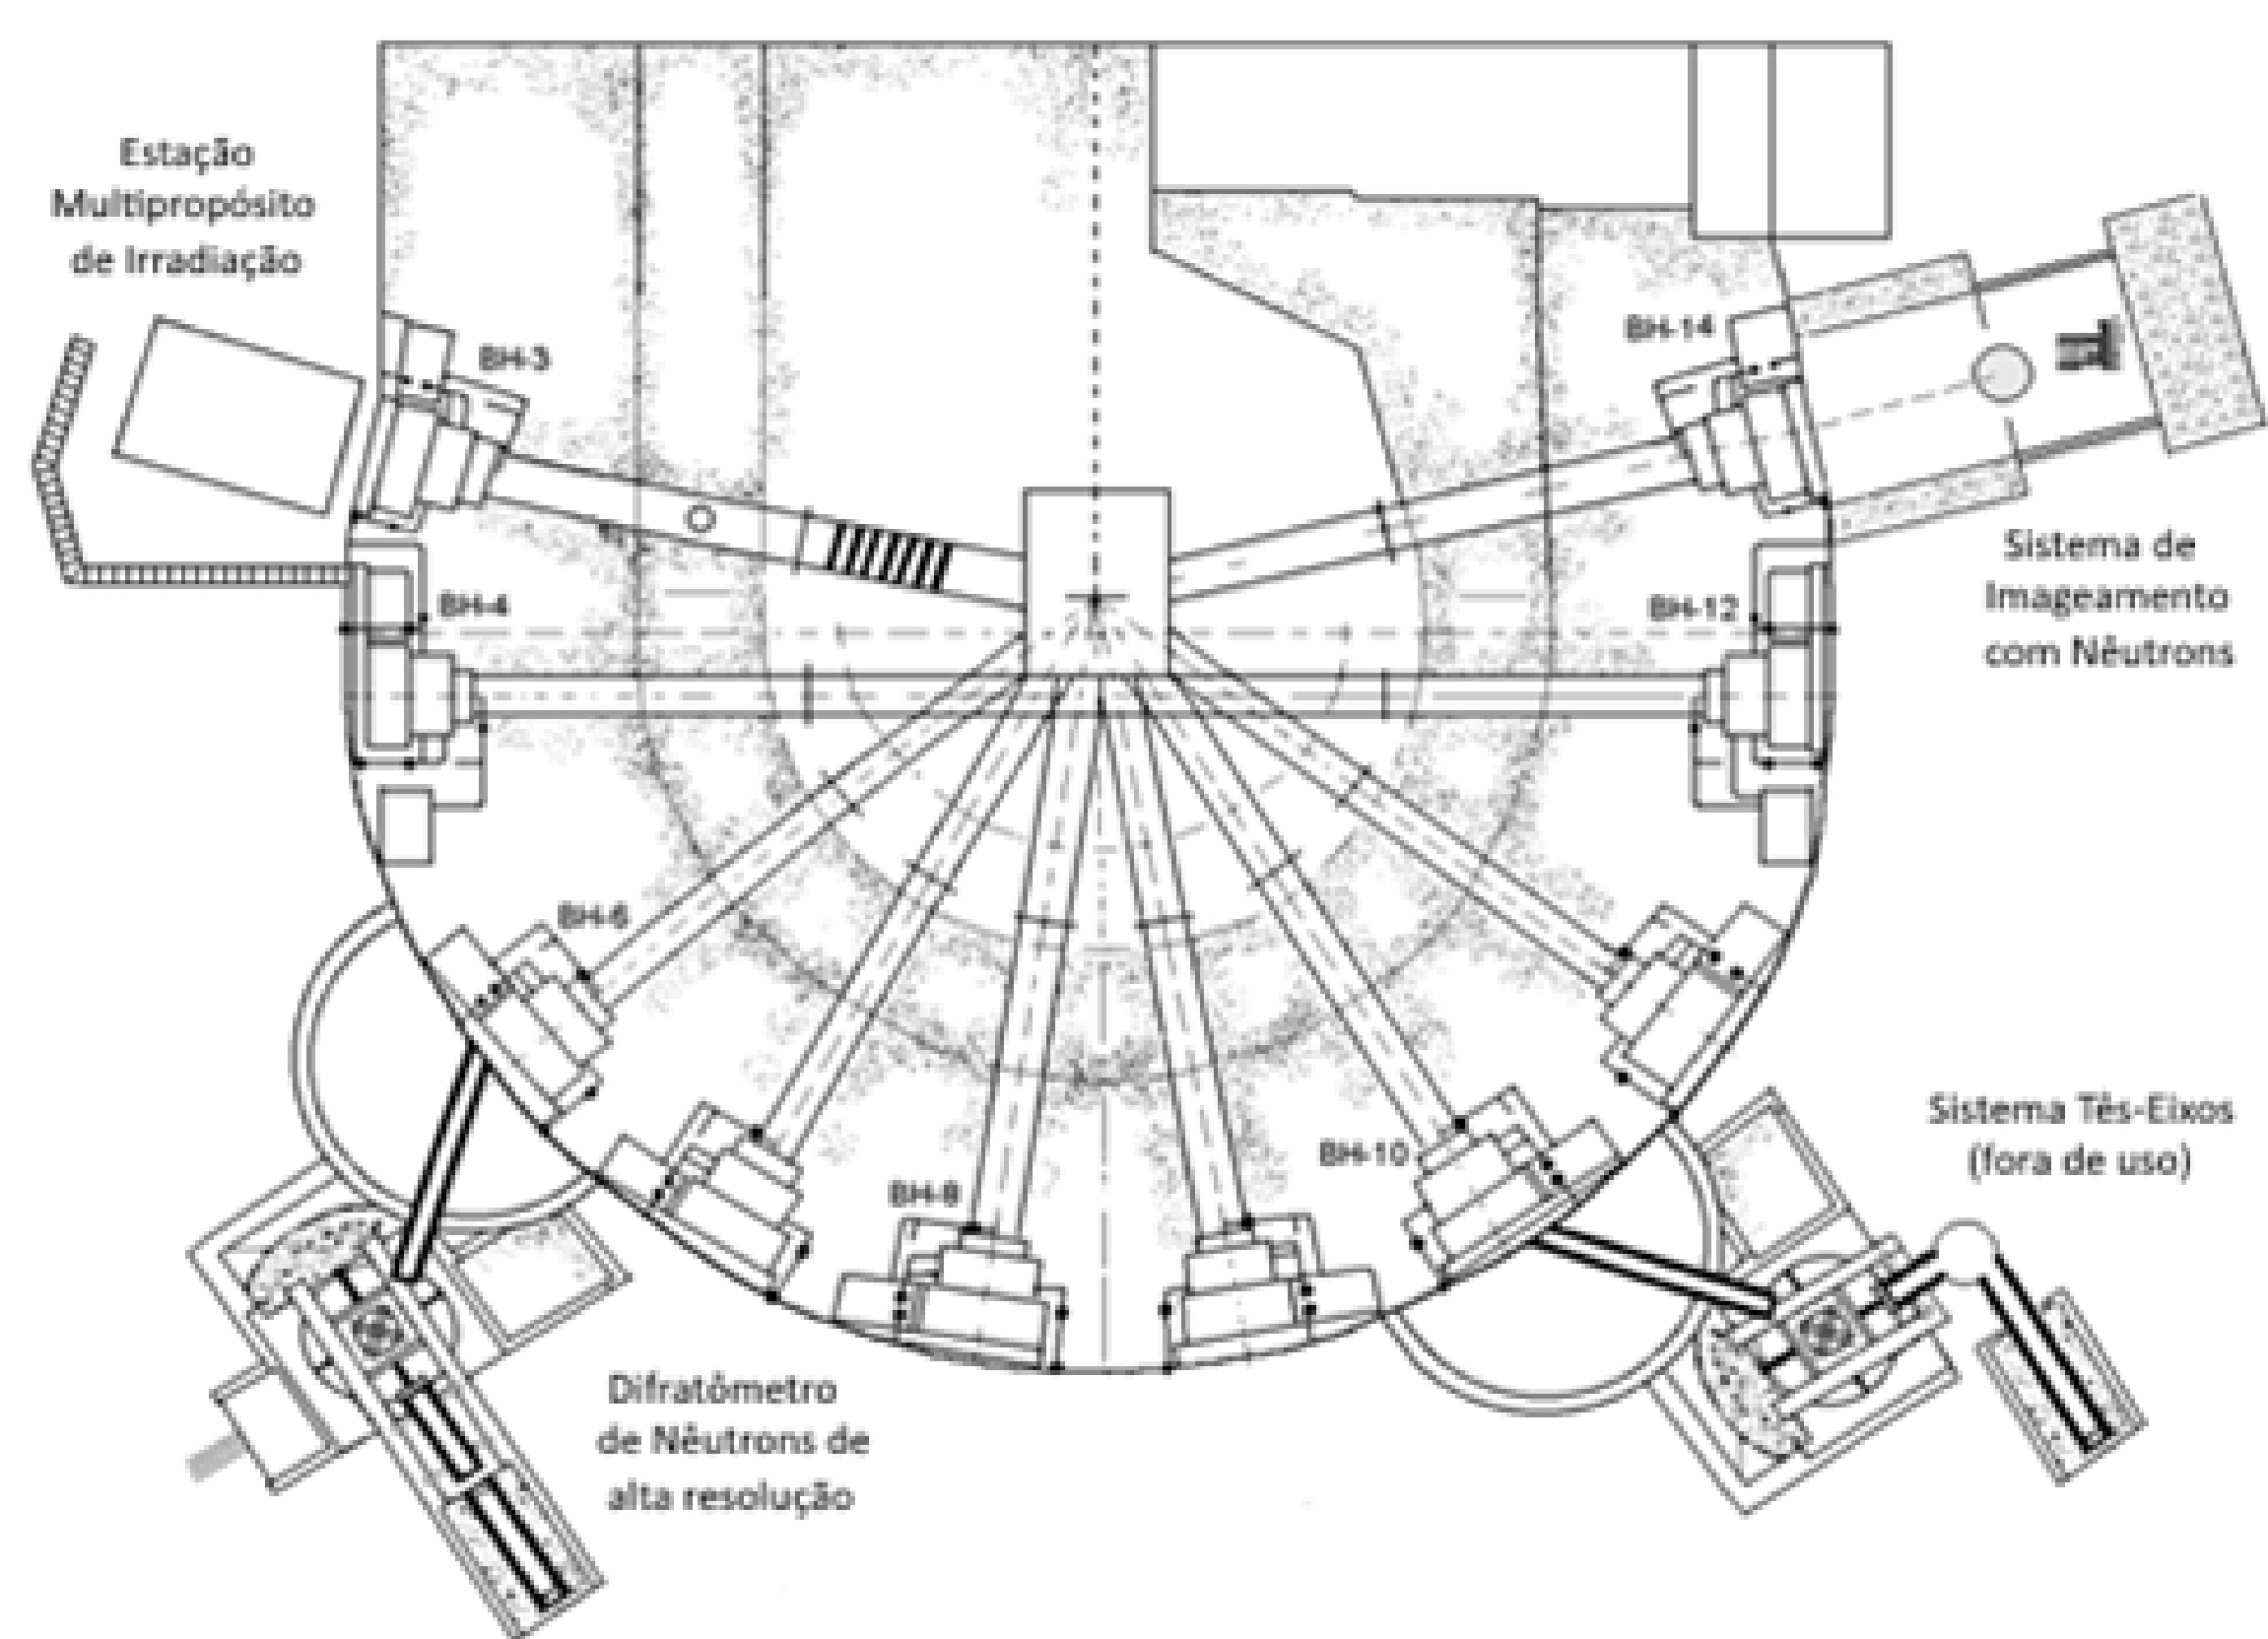 Estação
Multipropósito
de Irradiação
BH-3
BH-14
BH-4
BH-12
Sistema de
Imageamento
com Nêutrons
BH-6
BH-8
BH-10
Sistema Tês-Eixos
(fora de uso)
Difratômetro
de Nêutrons de
alta resolução